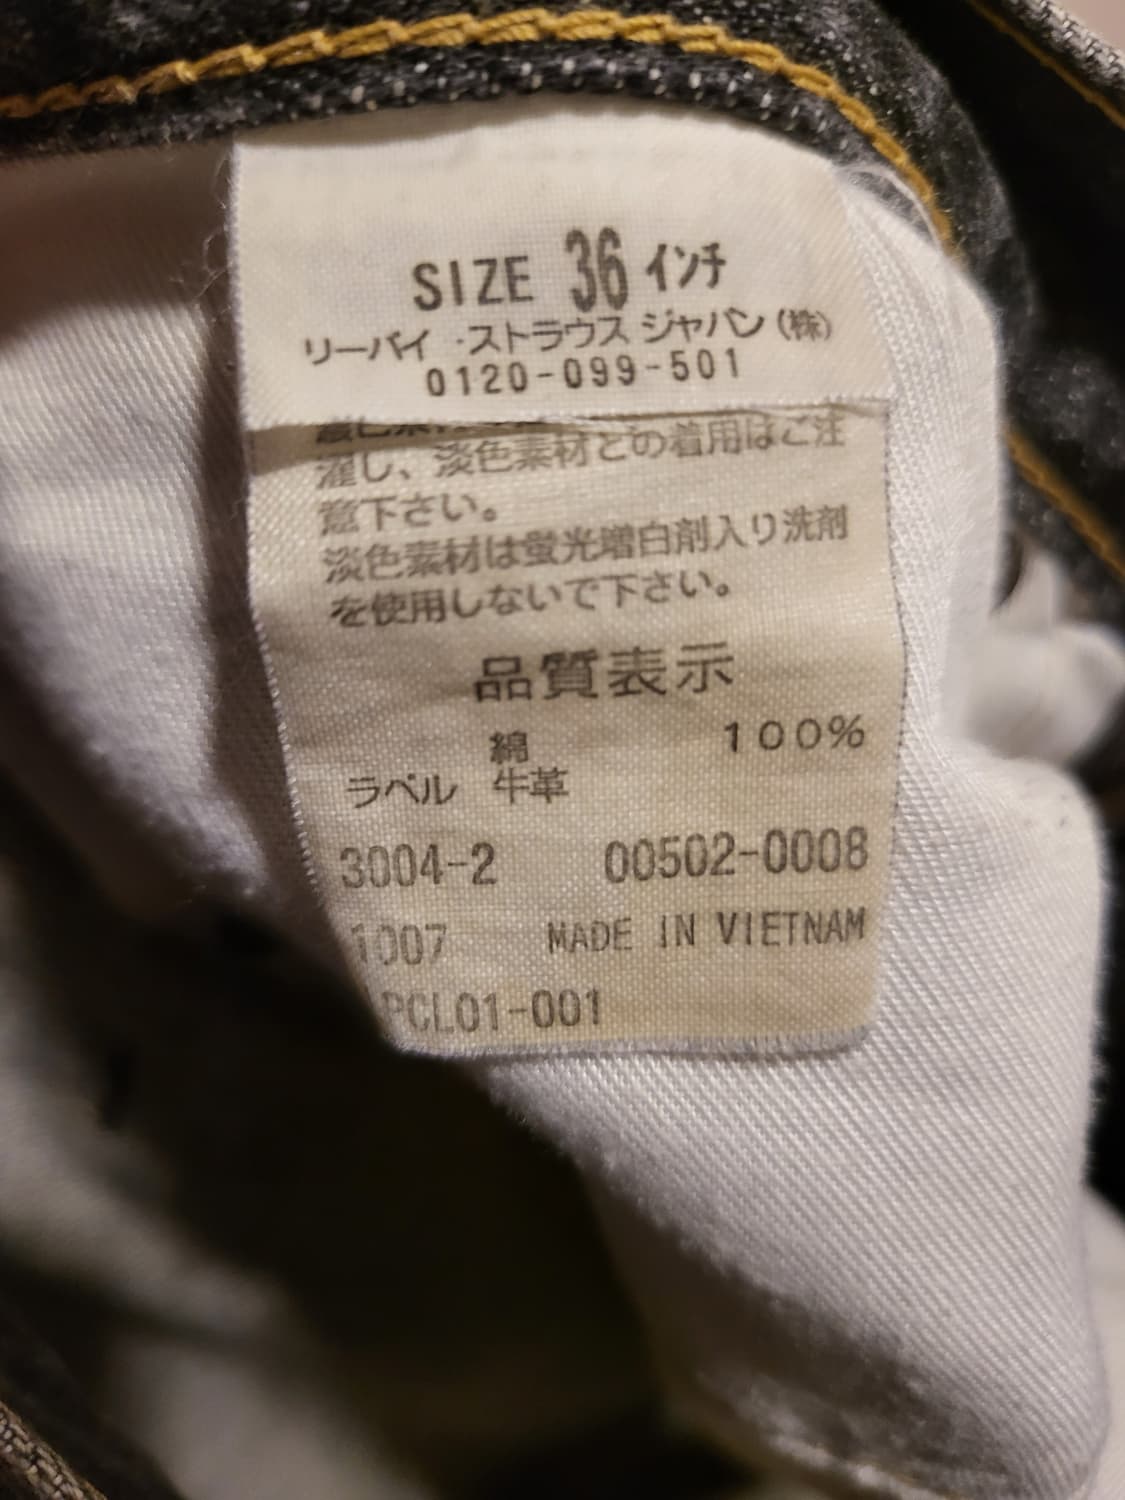 SIZE 36 インチ
リーバイ・ストラウス ジャパン(株)
0120-099-501
濯し、淡色素材との着用はご注
意下さい。
淡色素材は蛍光増白剤入り洗剤
を使用しないで下さい。
品質表示
綿 100%
ラベル 牛革
3004-2 00502-0008
1007 MADE IN VIETNAM
PCL01-001